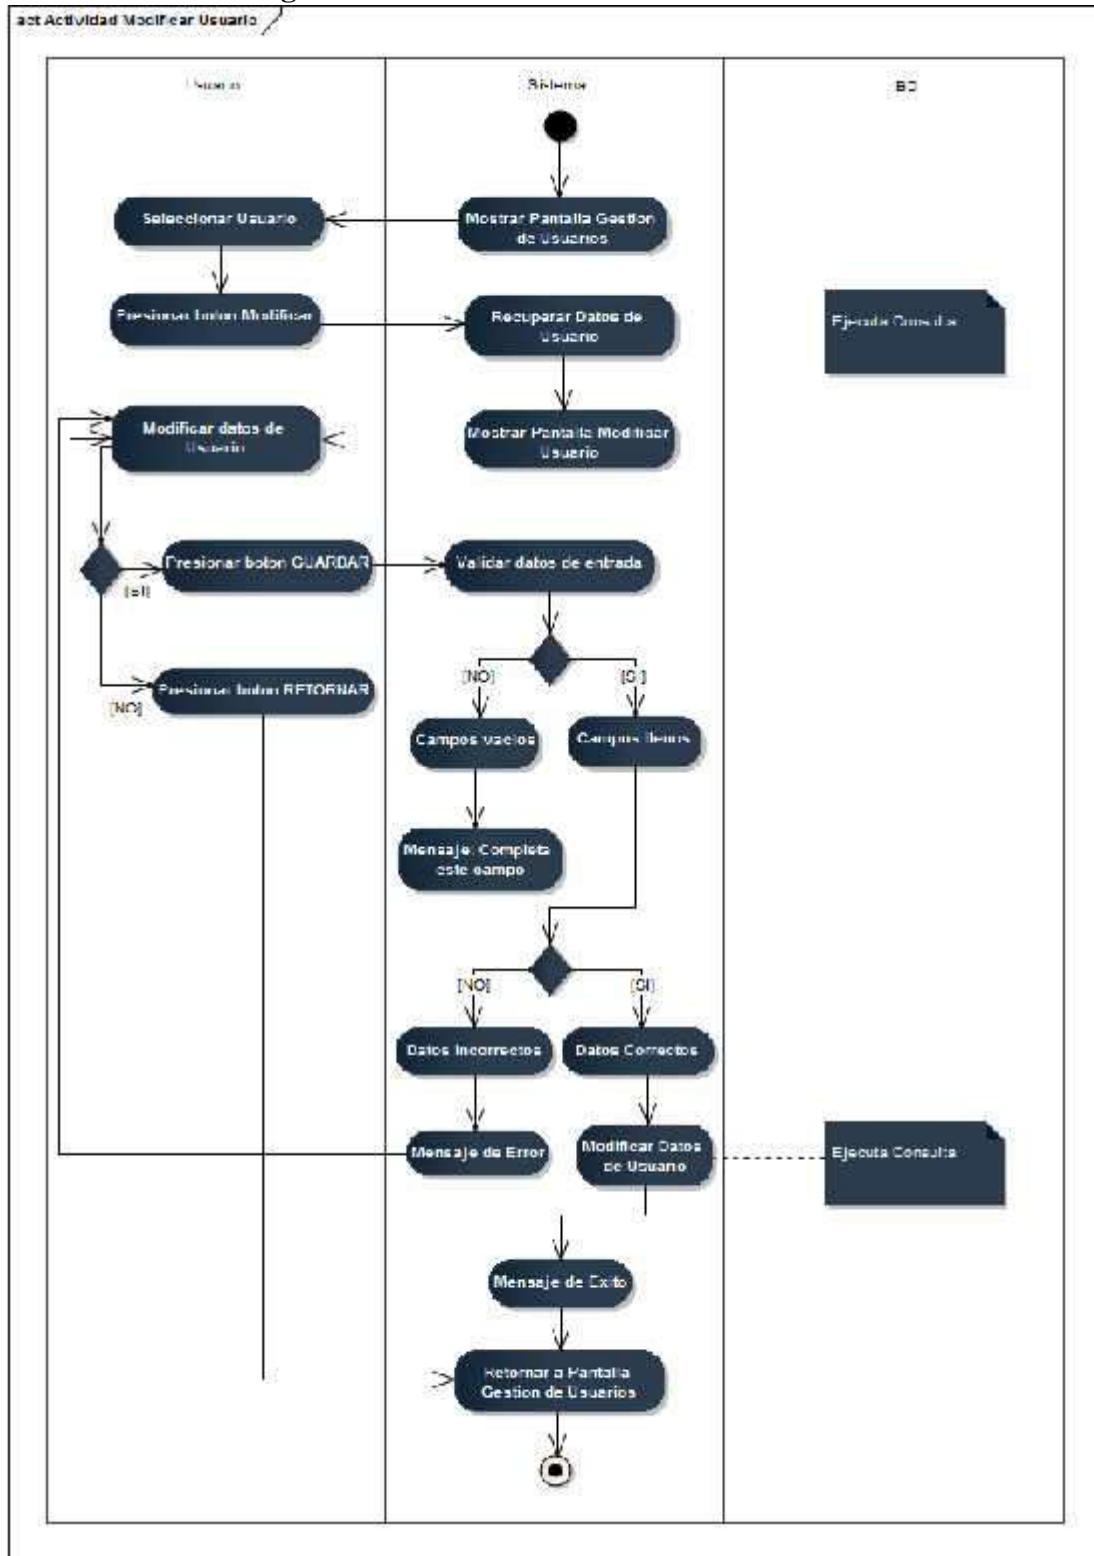 act Actividad Modificar Usuario
Usuario
Sistema
BD
Seleccionar Usuario
Mostrar Pantalla Gestion
de Usuarios
Presionar boton Modificar
Recuperar Datos de
Usuario
Ejecuta Consulta
Modificar datos de
Usuario
Mostrar Pantalla Modificar
Usuario
Presionar boton GUARDAR
Validar datos de entrada
[SI]
[NO]
[SI]
Presionar boton RETORNAR
[NO]
Campos Vacios
Campos llenos
Mensaje: Completa
este campo
[NO]
[SI]
Datos Incorrectos
Datos Correctos
Mensaje de Error
Modificar Datos
de Usuario
Ejecuta Consulta
Mensaje de Exito
Retornar a Pantalla
Gestion de Usuarios